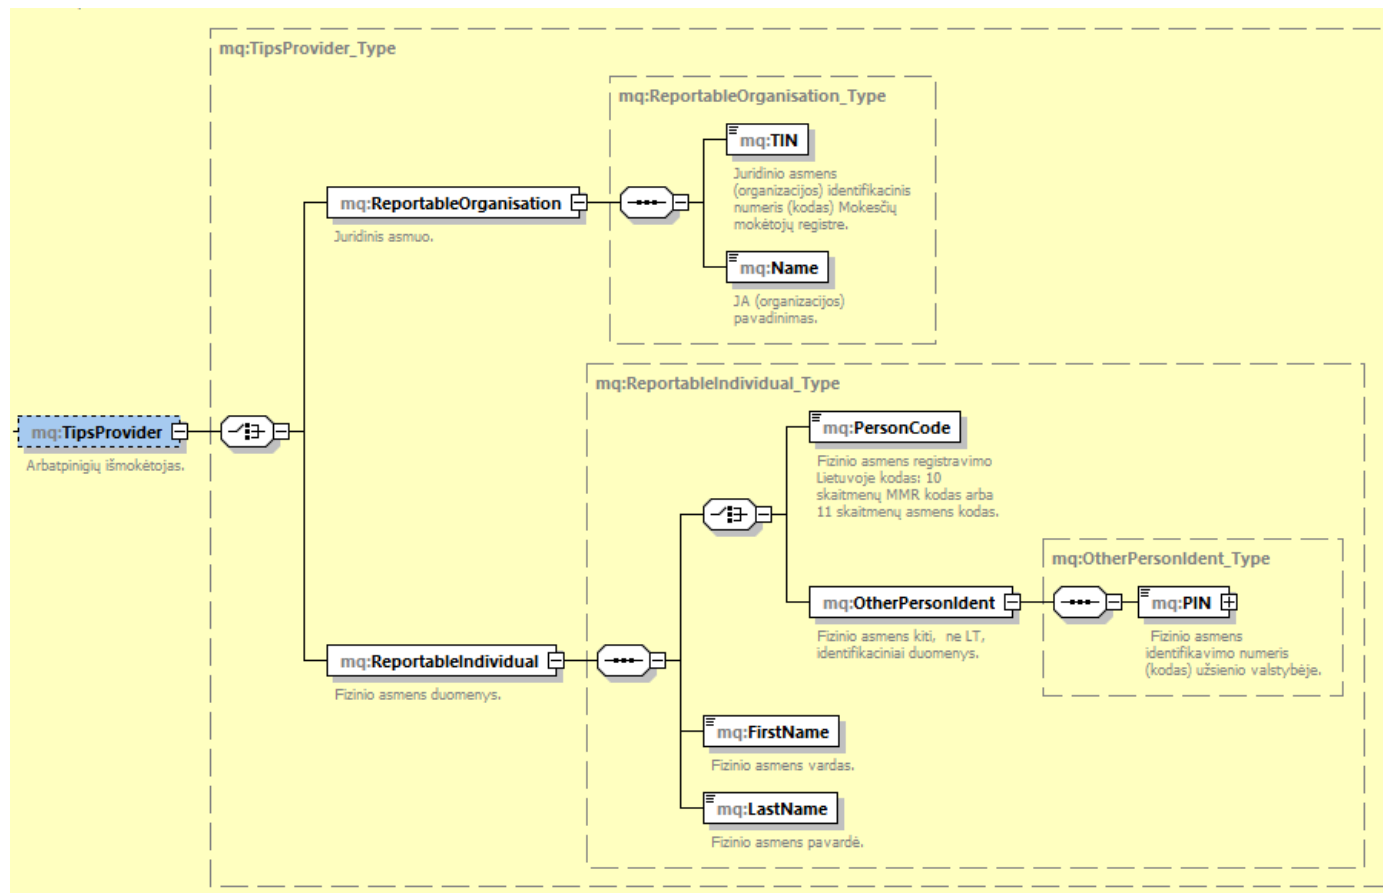 mq:TipsProvider_Type
mq:ReportableOrganisation_Type
mq:TIN
Juridinio asmens
(organizacijos) identifikacinis
numeris (kodas) Mokesčių
mokėtojų registre.
mq:ReportableOrganisation
Juridinis asmuo.
mq:Name
JA (organizacijos)
pavadinimas.
mq:ReportableIndividual_Type
mq:TipsProvider
Arbatpinigių išmokėtojas.
mq:PersonCode
Fizinio asmens registravimo
Lietuvoje kodas: 10
skaitmenų MMR kodas arba
11 skaitmenų asmens kodas.
mq:OtherPersonIdent_Type
mq:OtherPersonIdent
Fizinio asmens kiti, ne LT,
identifikaciniai duomenys.
mq:PIN
Fizinio asmens
identifikavimo numeris
(kodas) užsienio valstybėje.
mq:ReportableIndividual
Fizinio asmens duomenys.
mq:FirstName
Fizinio asmens vardas.
mq:LastName
Fizinio asmens pavardė.